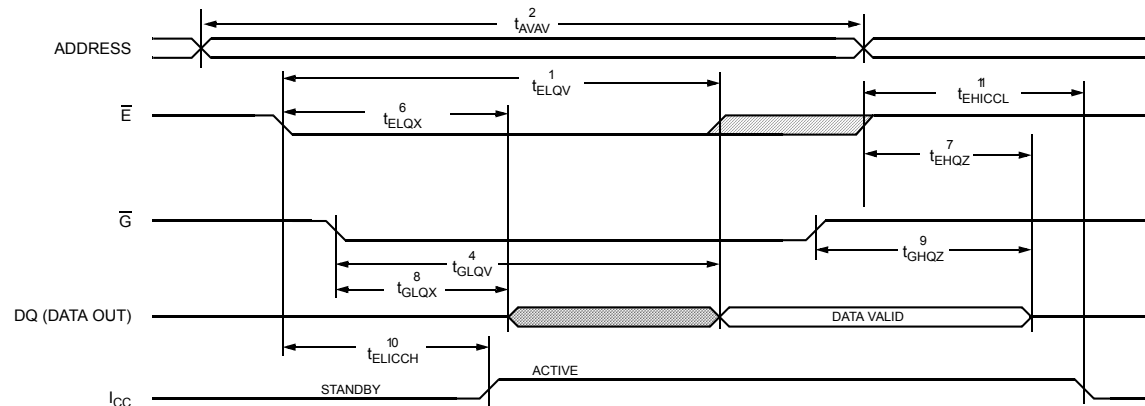 2
tAVAV
ADDRESS
1
tELQV
11
tEHICCL
6
tELQX
E
7
tEHQZ
G
9
tGHQZ
4
tGLQV
8
tGLQX
DQ (DATA OUT)
DATA VALID
10
tELICCH
ACTIVE
STANDBY
ICC